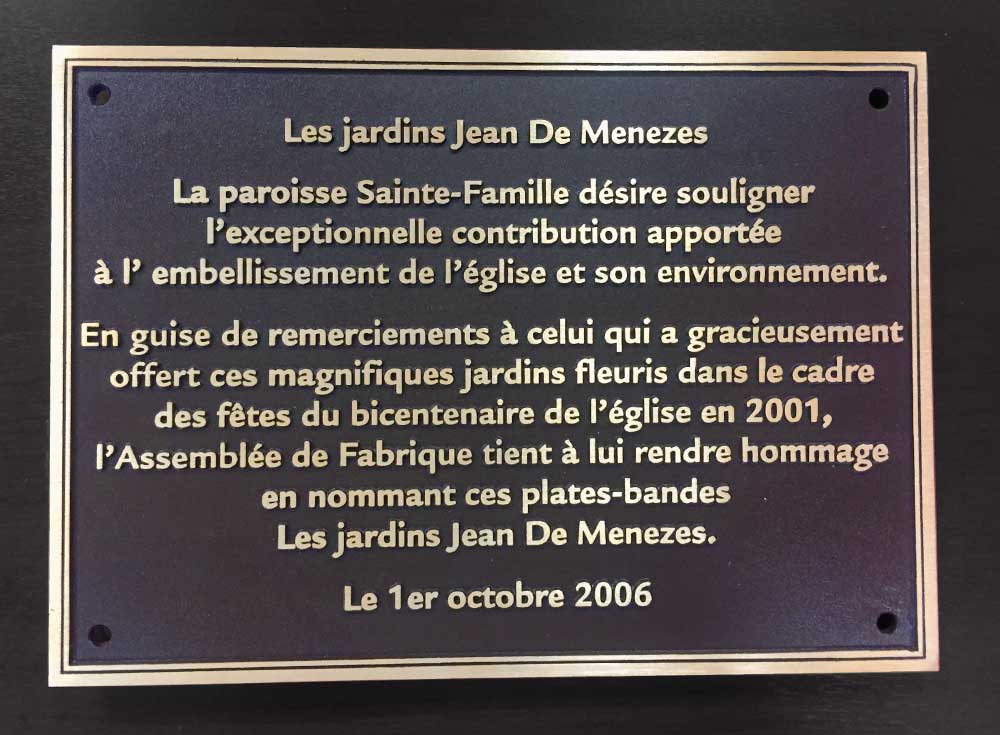 Les jardins Jean De Menezes
La paroisse Sainte-Famille désire souligner
l'exceptionnelle contribution apportée
à l' embellissement de l'église et son environnement.
En guise de remerciements à celui qui a gracieusement
offert ces magnifiques jardins fleuris dans le cadre
des fêtes du bicentenaire de l'église en 2001,
l'Assemblée de Fabrique tient à lui rendre hommage
en nommant ces plates-bandes
Les jardins Jean De Menezes.
Le 1er octobre 2006